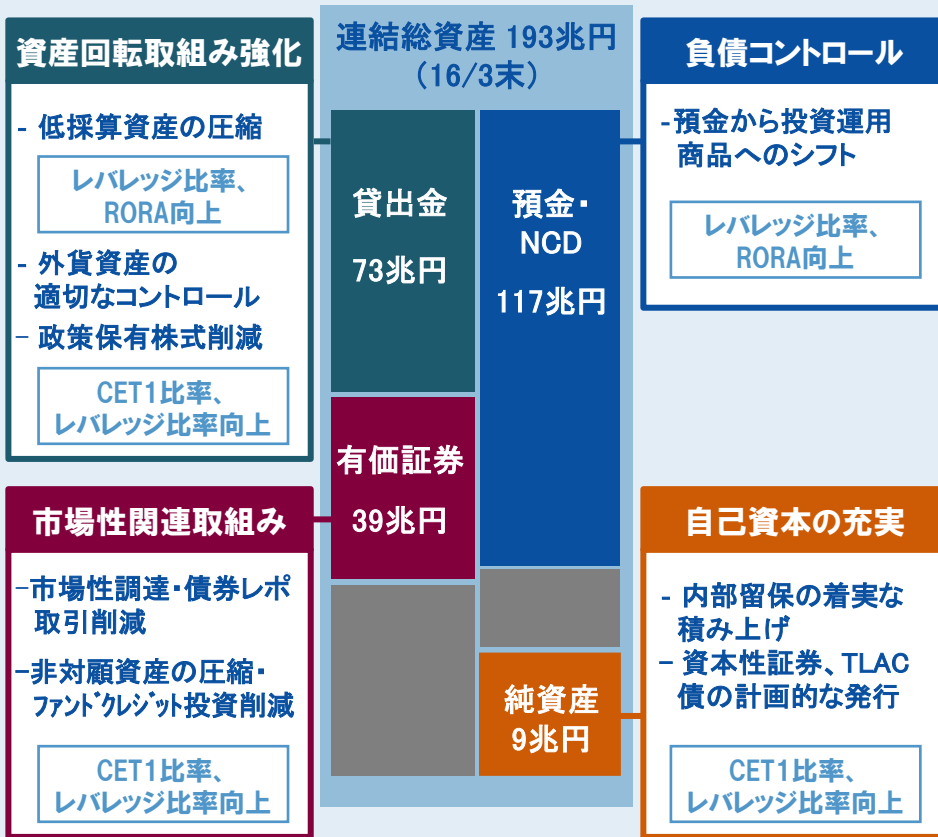 連結総資産 193兆円
(16/3末)
資産回転取組み強化
- 低採算資産の圧縮
レバレッジ比率、
RORA向上
- 外貨資産の
適切なコントロール
- 政策保有株式削減
CET1比率、
レバレッジ比率向上
貸出金
73兆円
有価証券
39兆円
預金・
NCD
117兆円
純資産
9兆円
負債コントロール
-預金から投資運用
商品へのシフト
レバレッジ比率、
RORA向上
市場性関連取組み
-市場性調達・債券レポ
取引削減
-非対顧資産の圧縮・
ファンドクレジット投資削減
CET1比率、
レバレッジ比率向上
自己資本の充実
- 内部留保の着実な
積み上げ
- 資本性証券、TLAC
債の計画的な発行
CET1比率、
レバレッジ比率向上